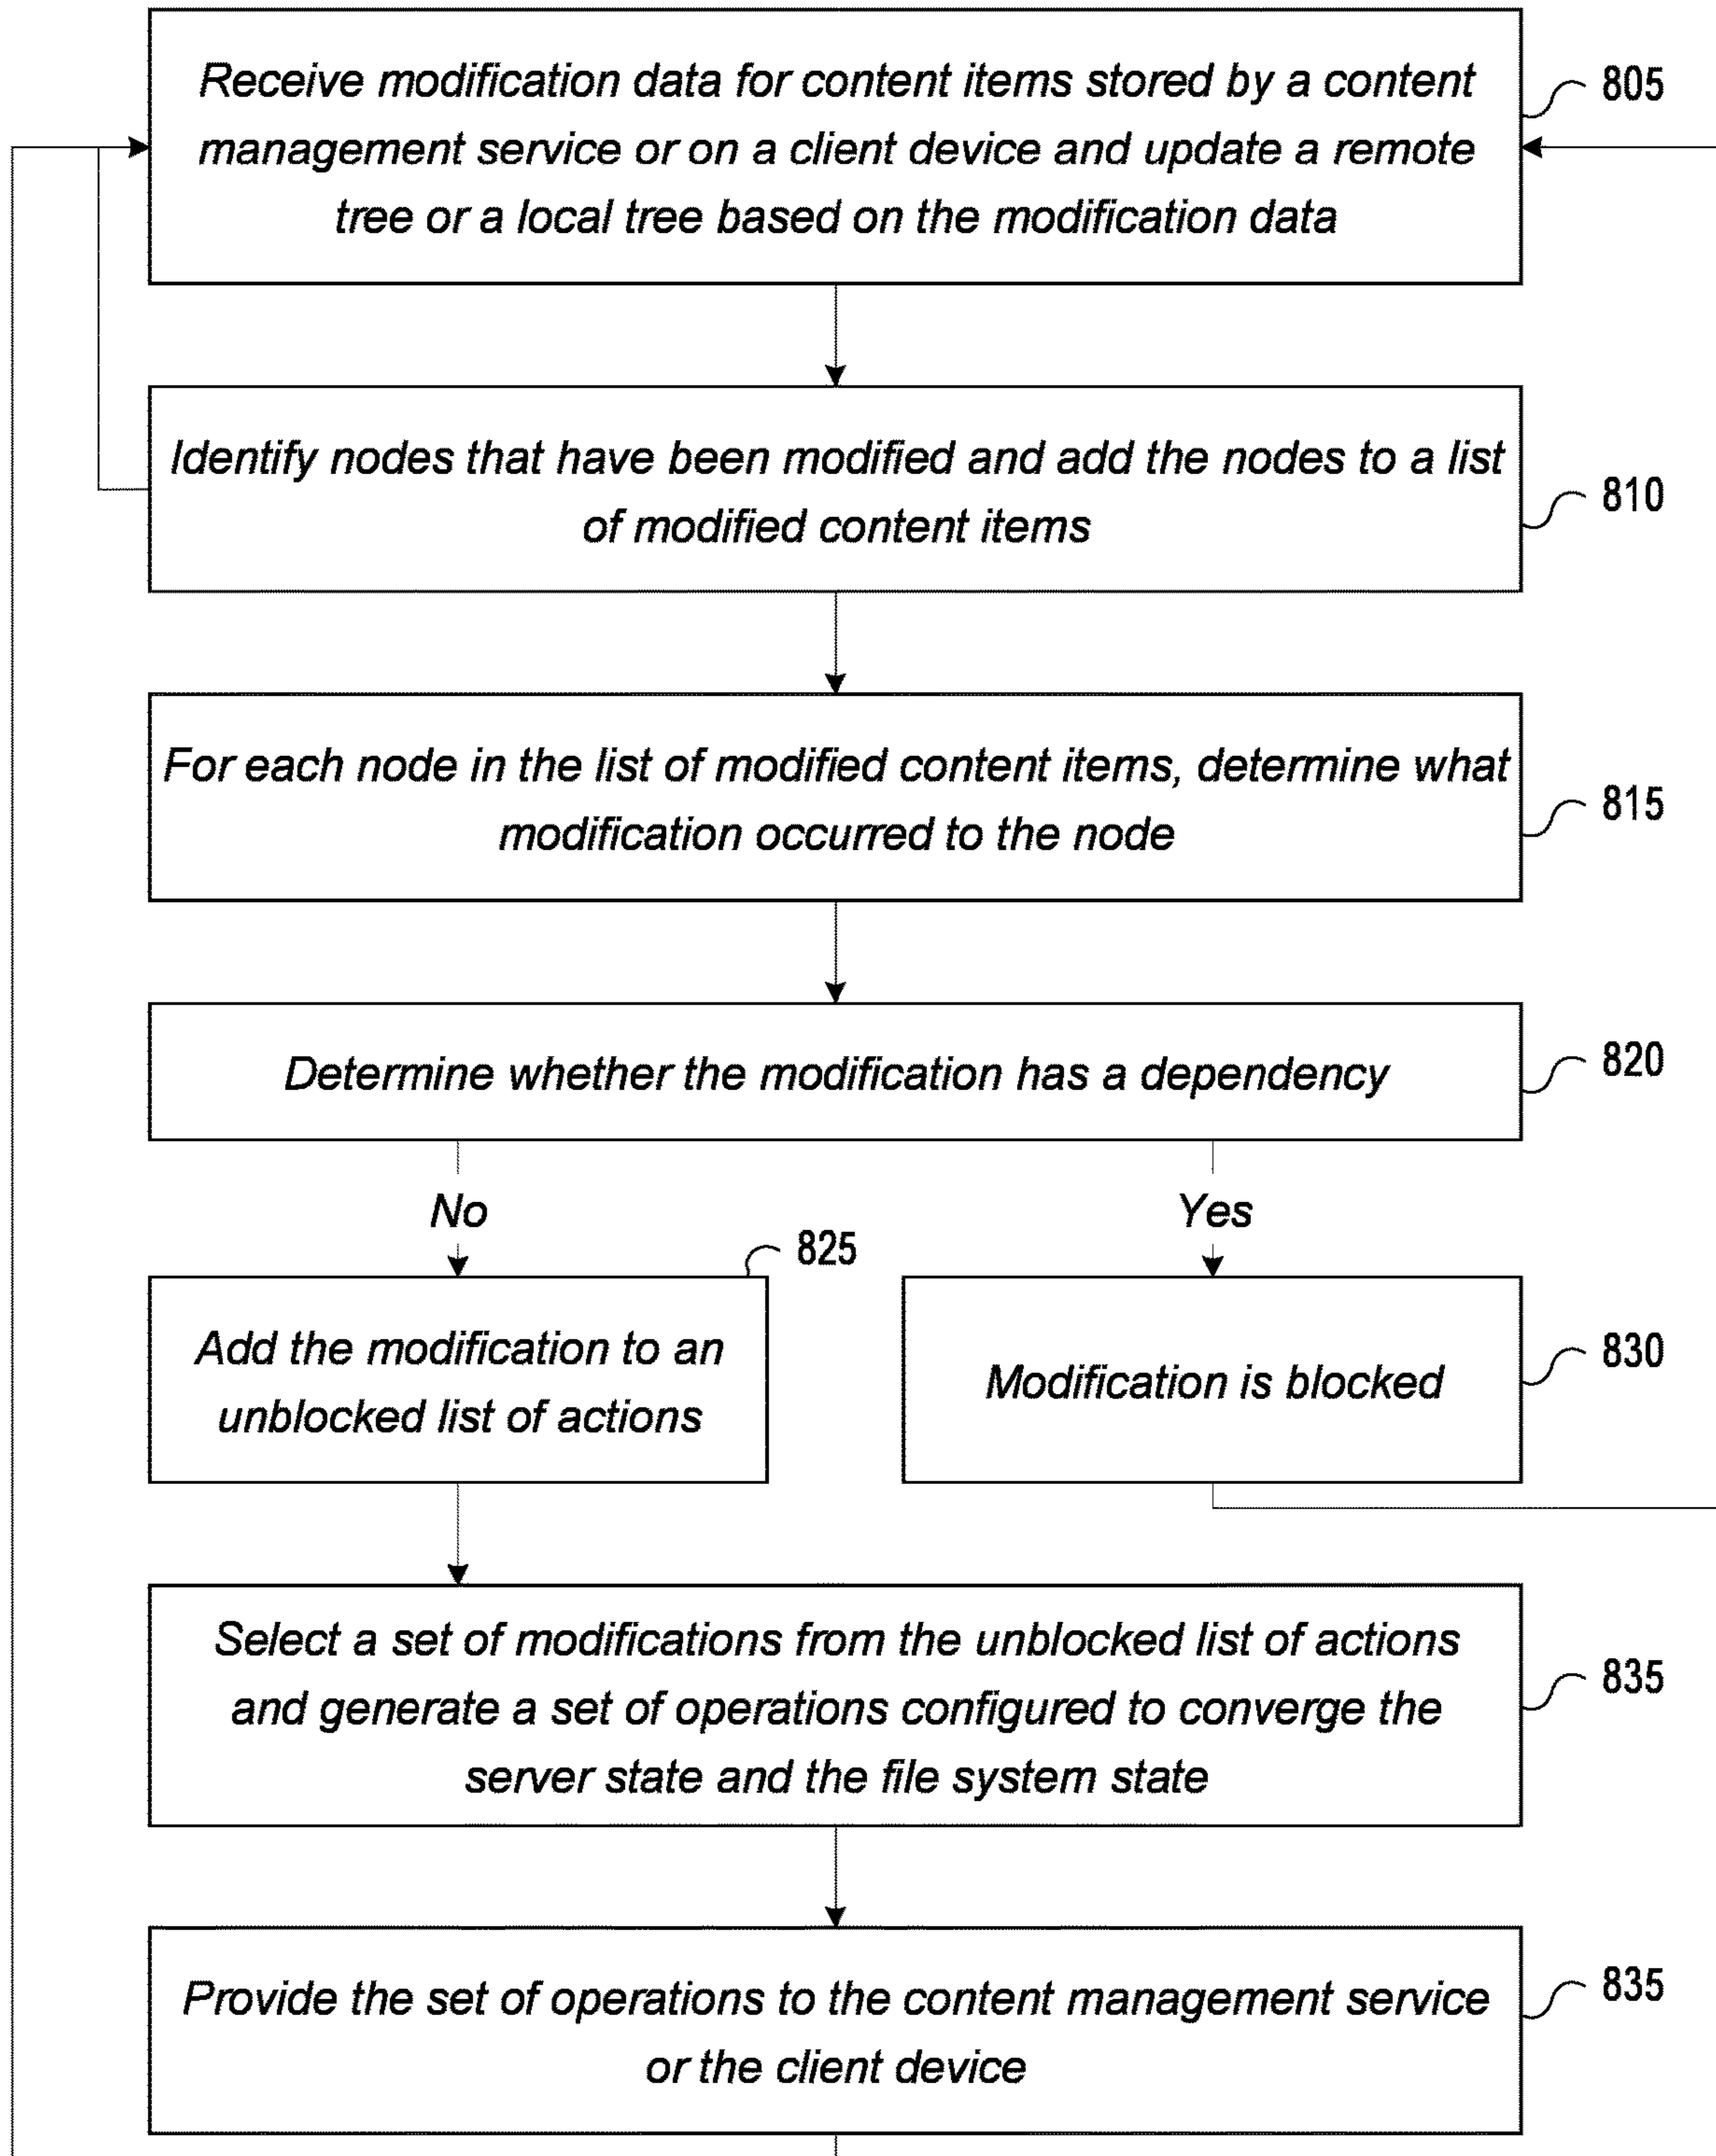 Receive modification data for content items stored by a content
management service or on a client device and update a remote
tree or a local tree based on the modification data
805
Identify nodes that have been modified and add the nodes to a list
of modified content items
810
For each node in the list of modified content items, determine what
modification occurred to the node
815
Determine whether the modification has a dependency
820
No
Yes
825
Add the modification to an
unblocked list of actions
Modification is blocked
830
Select a set of modifications from the unblocked list of actions
and generate a set of operations configured to converge the
server state and the file system state
835
Provide the set of operations to the content management service
or the client device
835